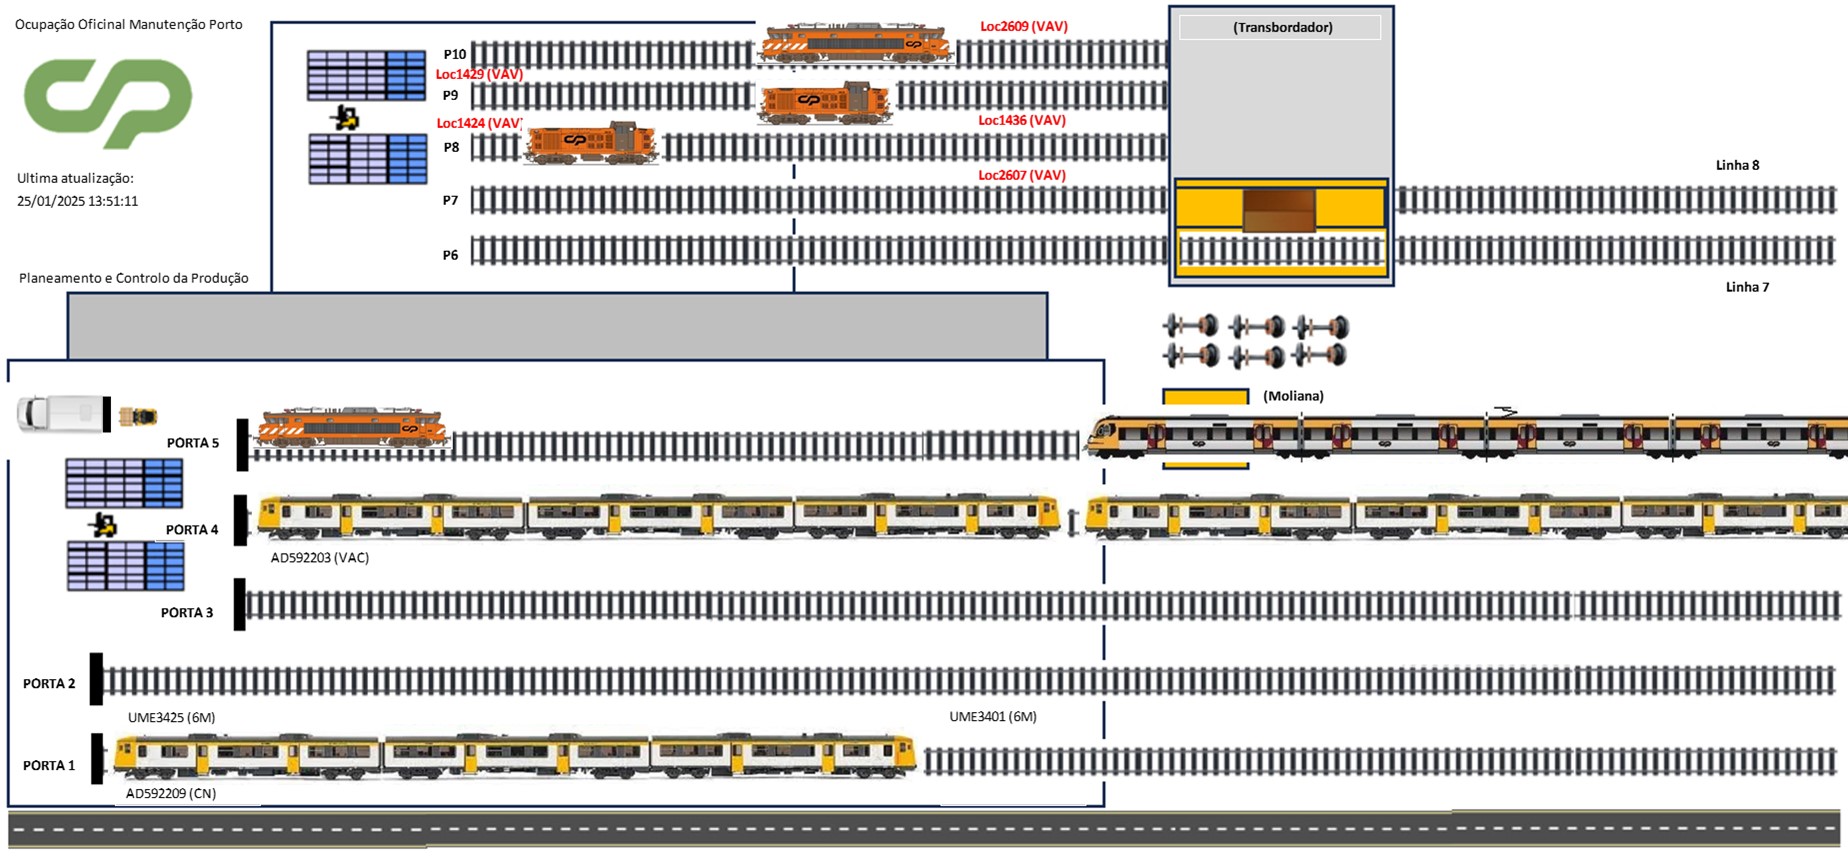 Ocupação Oficinal Manutenção Porto
Ultima atualização:
25/01/2025 13:51:11
Planeamento e Controlo da Produção
Loc2609 (VAV)
P10
Loc1429 (VAV)
P9
Loc1424 (VAV)
Loc1436 (VAV)
P8
Loc2607 (VAV)
P7
P6
(Transbordador)
Linha 8
Linha 7
(Moliana)
PORTA 5
PORTA 4
AD592203 (VAC)
PORTA 3
PORTA 2
UME3425 (6M)
UME3401 (6M)
PORTA 1
AD592209 (CN)